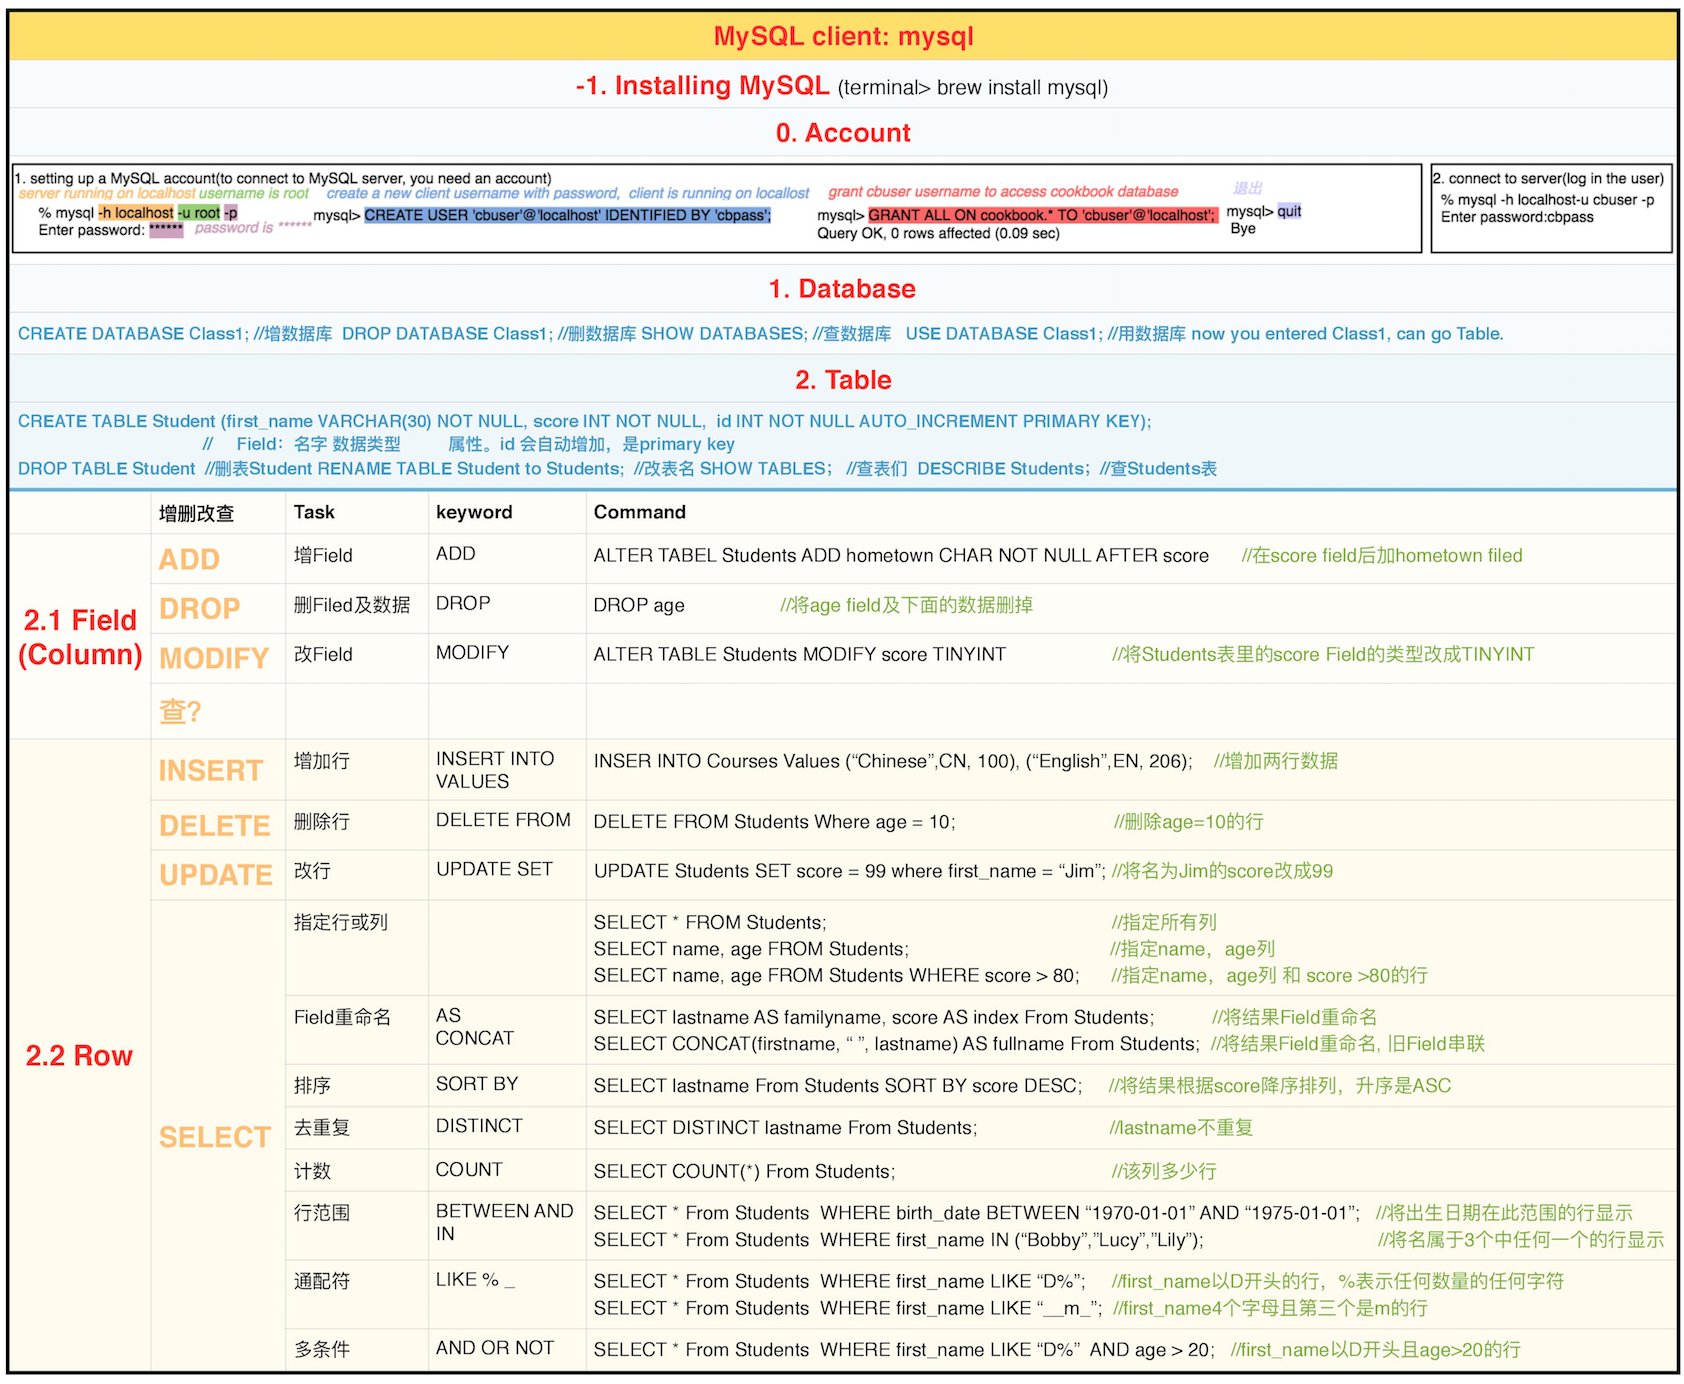 MySQL client: mysql
-1. Installing MySQL (terminal> brew install mysql)
0. Account
1. setting up a MySQL account(to connect to MySQL server, you need an account)
server running on localhost username is root
% mysql -h localhost -u root -p
Enter password: ****** password is ******
create a new client username with password, client is running on locallost
mysql> CREATE USER 'cbuser'@'localhost' IDENTIFIED BY 'cbpass';
grant cbuser username to access cookbook database
mysql> GRANT ALL ON cookbook.* TO 'cbuser'@'localhost';
Query OK, 0 rows affected (0.09 sec)
退出
mysql> quit
Bye
2. connect to server(log in the user)
% mysql -h localhost-u cbuser -p
Enter password:cbpass
1. Database
CREATE DATABASE Class1; //增数据库 DROP DATABASE Class1; //删数据库 SHOW DATABASES; //查数据库 USE DATABASE Class1; //用数据库 now you entered Class1, can go Table.
2. Table
CREATE TABLE Student (first_name VARCHAR(30) NOT NULL, score INT NOT NULL, id INT NOT NULL AUTO_INCREMENT PRIMARY KEY);
// Field：名字 数据类型 属性。id 会自动增加，是primary key
DROP TABLE Student //删表Student RENAME TABLE Student to Students; //改表名 SHOW TABLES； //查表们 DESCRIBE Students；//查Students表
增删改查 Task keyword Command
2.1 Field
(Column)
ADD 增Field ADD ALTER TABEL Students ADD hometown CHAR NOT NULL AFTER score //在score field后加hometown filed
DROP 删Filed及数据 DROP DROP age //将age field及下面的数据删掉
MODIFY 改Field MODIFY ALTER TABLE Students MODIFY score TINYINT //将Students表里的score Field的类型改成TINYINT
查?
2.2 Row
INSERT 增加行 INSERT INTO
VALUES
INSER INTO Courses Values (“Chinese”,CN, 100), (“English”,EN, 206); //增加两行数据
DELETE 删除行 DELETE FROM DELETE FROM Students Where age = 10; //删除age=10的行
UPDATE 改行 UPDATE SET UPDATE Students SET score = 99 where first_name = “Jim”; //将名为Jim的score改成99
SELECT
指定行或列
SELECT * FROM Students; //指定所有列
SELECT name, age FROM Students; //指定name，age列
SELECT name, age FROM Students WHERE score > 80; //指定name，age列 和 score >80的行
Field重命名
AS
CONCAT
SELECT lastname AS familyname, score AS index From Students; //将结果Field重命名
SELECT CONCAT(firstname, “ ”, lastname) AS fullname From Students; //将结果Field重命名, 旧Field串联
排序 SORT BY SELECT lastname From Students SORT BY score DESC; //将结果根据score降序排列，升序是ASC
去重复 DISTINCT SELECT DISTINCT lastname From Students; //lastname不重复
计数 COUNT SELECT COUNT(*) From Students; //该列多少行
行范围
BETWEEN AND
IN
SELECT * From Students WHERE birth_date BETWEEN “1970-01-01” AND “1975-01-01”; //将出生日期在此范围的行显示
SELECT * From Students WHERE first_name IN (“Bobby”,”Lucy”,”Lily”); //将名属于3个中任何一个的行显示
通配符 LIKE % _
SELECT * From Students WHERE first_name LIKE “D%”; //first_name以D开头的行，%表示任何数量的任何字符
SELECT * From Students WHERE first_name LIKE “__m_”; //first_name4个字母且第三个是m的行
多条件 AND OR NOT SELECT * From Students WHERE first_name LIKE “D%” AND age > 20; //first_name以D开头且age>20的行